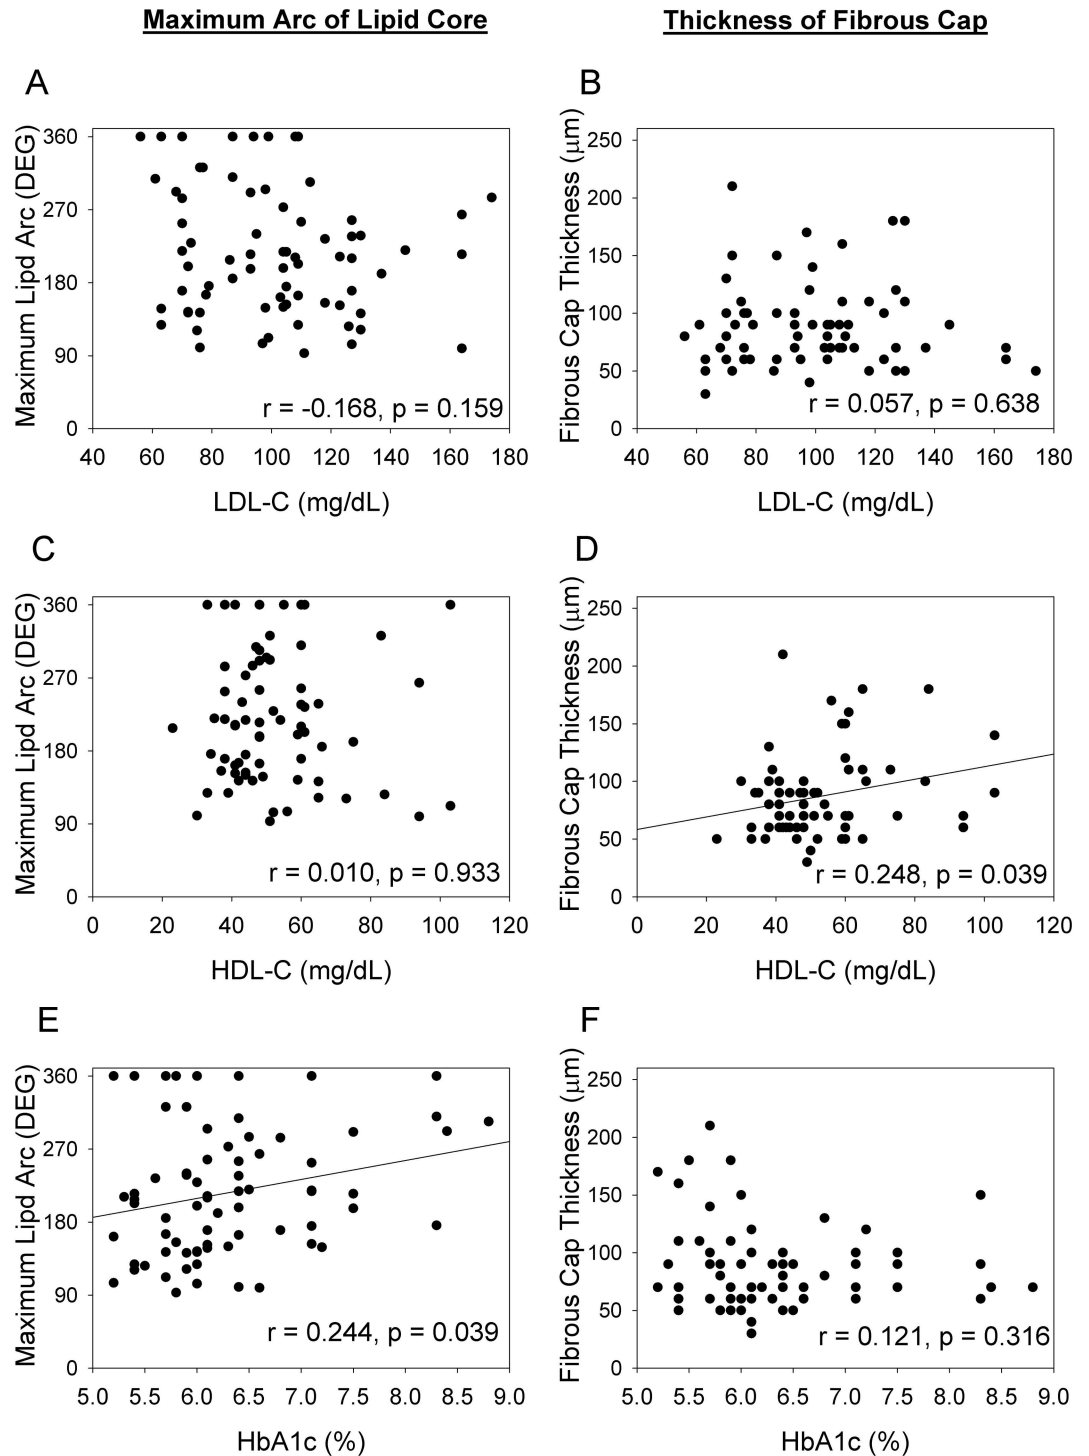 Maximum Arc of Lipid Core
Thickness of Fibrous Cap
A
Maximum Lipd Arc (DEG)
360
270
180
90
0
r = -0.168, p = 0.159
40 60 80 100 120 140 160 180
LDL-C (mg/dL)
B
Fibrous Cap Thickness (μm)
250
200
150
100
50
0
r = 0.057, p = 0.638
40 60 80 100 120 140 160 180
LDL-C (mg/dL)
C
Maximum Lipd Arc (DEG)
360
270
180
90
0
r = 0.010, p = 0.933
0 20 40 60 80 100 120
HDL-C (mg/dL)
D
Fibrous Cap Thickness (μm)
250
200
150
100
50
0
r = 0.248, p = 0.039
0 20 40 60 80 100 120
HDL-C (mg/dL)
E
Maximum Lipd Arc (DEG)
360
270
180
90
0
r = 0.244, p = 0.039
5.0 5.5 6.0 6.5 7.0 7.5 8.0 8.5 9.0
HbA1c (%)
F
Fibrous Cap Thickness (μm)
250
200
150
100
50
0
r = 0.121, p = 0.316
5.0 5.5 6.0 6.5 7.0 7.5 8.0 8.5 9.0
HbA1c (%)